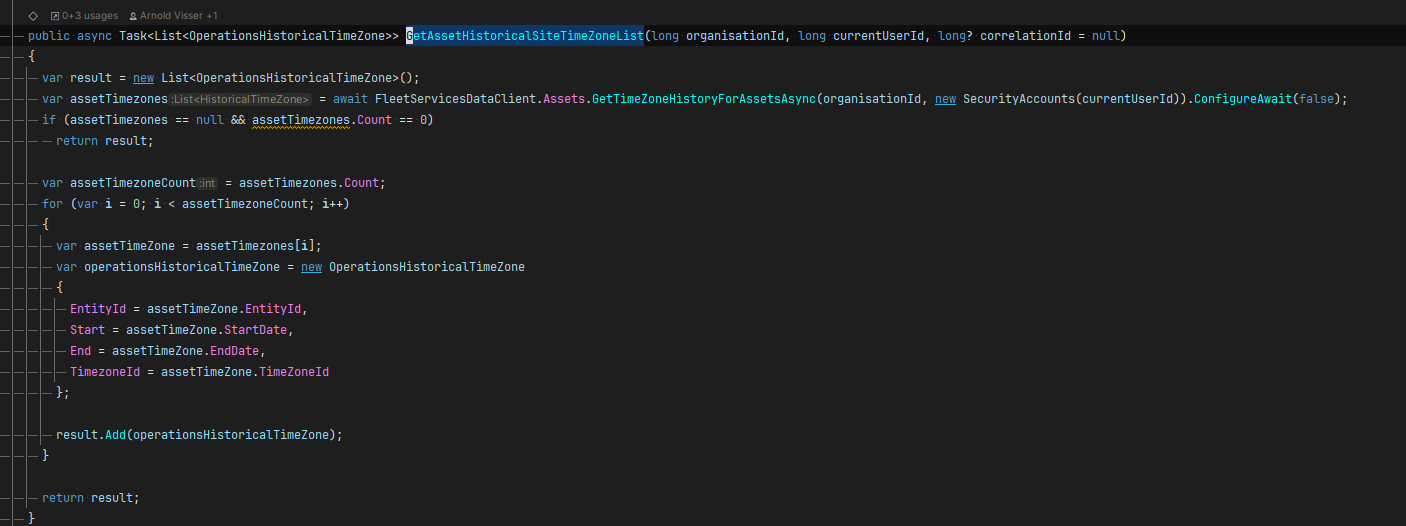 0+3 usages Arnold Visser +1
public async Task<List<OperationsHistoricalTimeZone>> GetAssetHistoricalSiteTimeZoneList(long organisationId, long currentUserId, long? correlationId = null)
{
var result = new List<OperationsHistoricalTimeZone>();
var assetTimezones :List<HistoricalTimeZone> = await FleetServicesDataClient.Assets.GetTimeZoneHistoryForAssetsAsync(organisationId, new SecurityAccounts(currentUserId)).ConfigureAwait(false);
if (assetTimezones == null && assetTimezones.Count == 0)
return result;
var assetTimezoneCount :int = assetTimezones.Count;
for (var i = 0; i < assetTimezoneCount; i++)
{
var assetTimeZone = assetTimezones[i];
var operationsHistoricalTimeZone = new OperationsHistoricalTimeZone
{
EntityId = assetTimeZone.EntityId,
Start = assetTimeZone.StartDate,
End = assetTimeZone.EndDate,
TimezoneId = assetTimeZone.TimeZoneId
};
result.Add(operationsHistoricalTimeZone);
}
return result;
}